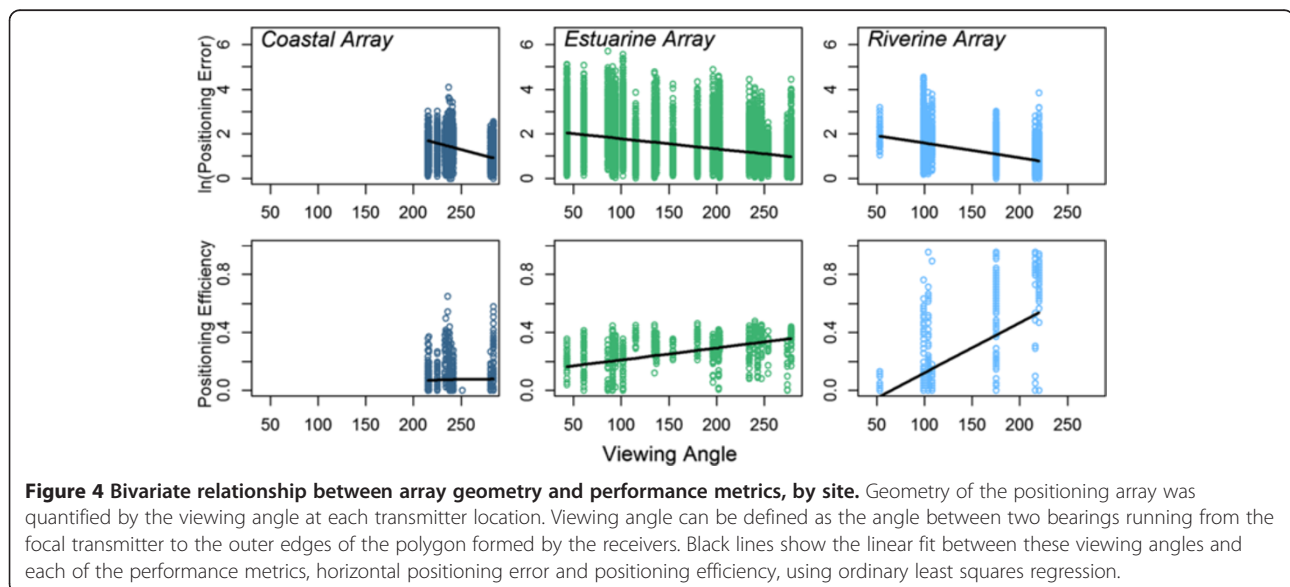 Coastal Array Estuarine Array Riverine Array
ln(Positioning Error)
6 6 6
4 4 4
2 2 2
0 0 0
50 100 150 200 250 50 100 150 200 250 50 100 150 200 250
Positioning Efficiency
0.8 0.8 0.8
0.4 0.4 0.4
0.0 0.0 0.0
50 100 150 200 250 50 100 150 200 250 50 100 150 200 250
Viewing Angle
Figure 4 Bivariate relationship between array geometry and performance metrics, by site. Geometry of the positioning array was
quantified by the viewing angle at each transmitter location. Viewing angle can be defined as the angle between two bearings running from the
focal transmitter to the outer edges of the polygon formed by the receivers. Black lines show the linear fit between these viewing angles and
each of the performance metrics, horizontal positioning error and positioning efficiency, using ordinary least squares regression.